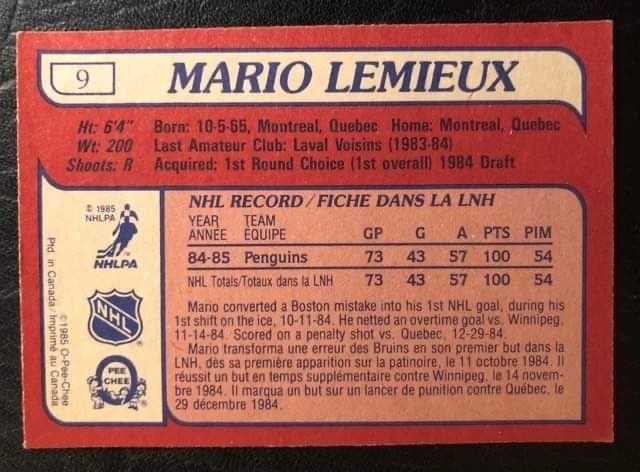 9
MARIO LEMIEUX
Ht: 6'4" Born: 10-5-65, Montreal, Quebec Home: Montreal, Quebec
Wt: 200 Last Amateur Club: Laval Voisins (1983-84)
Shoots: R Acquired: 1st Round Choice (1st overall) 1984 Draft
© 1985
NHLPA
NHLPA
NHL
PEE
CHEE
©1985 O-Pee-Chee
Ptd. in Canada/Imprimé au Canada
NHL RECORD/FICHE DANS LA LNH
YEAR TEAM
ANNEE EQUIPE GP G A PTS PIM
84-85 Penguins 73 43 57 100 54
NHL Totals/Totaux dans la LNH 73 43 57 100 54
Mario converted a Boston mistake into his 1st NHL goal, during his
1st shift on the ice, 10-11-84. He netted an overtime goal vs. Winnipeg,
11-14-84. Scored on a penalty shot vs. Quebec, 12-29-84.
Mario transforma une erreur des Bruins en son premier but dans la
LNH, dès sa première apparition sur la patinoire, le 11 octobre 1984. Il
réussit un but en temps supplémentaire contre Winnipeg, le 14 novem-
bre 1984. Il marqua un but sur un lancer de punition contre Québec, le
29 décembre 1984.